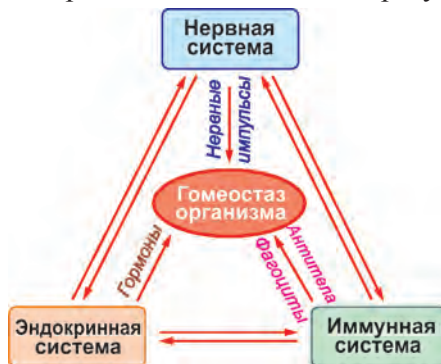 Нервная
система
Нервные
импульсы
Гомеостаз
организма
Гормоны
Фагоциты
Антитела
Эндокринная
система
Иммунная
система